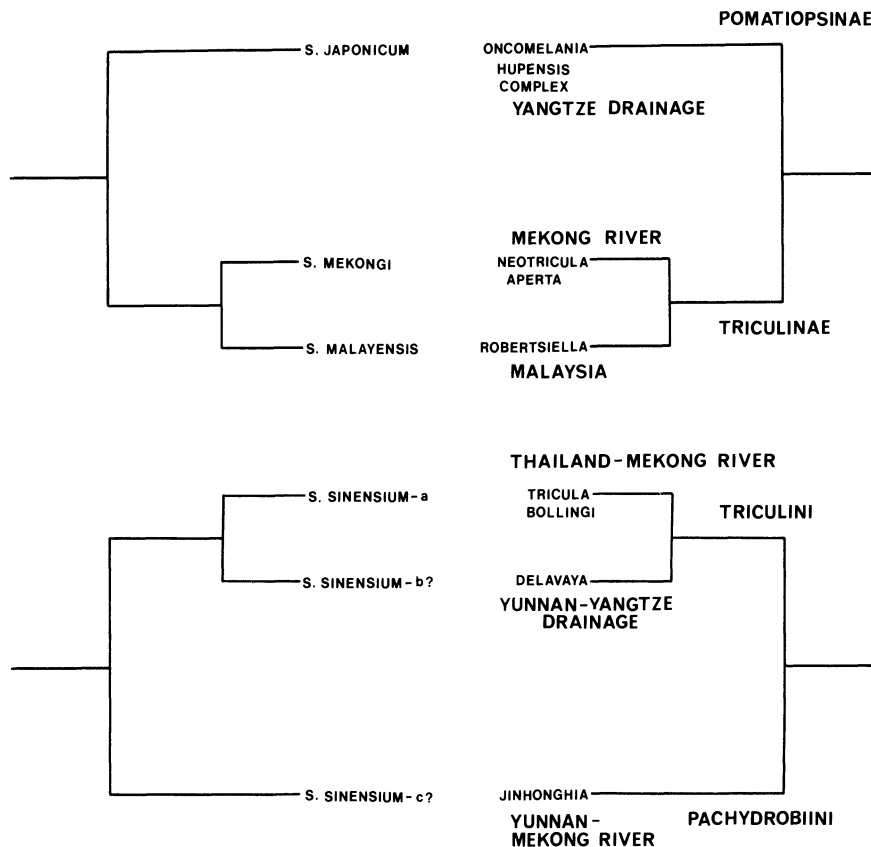 POMATIOPSINAE
S. JAPONICUM
ONCOMELANIA
HUPENSIS
COMPLEX
YANGTZE DRAINAGE
MEKONG RIVER
S. MEKONGI
NEOTRICULA
APERTA
TRICULINAE
S. MALAYENSIS
ROBERTSIELLA
MALAYSIA
THAILAND-MEKONG RIVER
S. SINENSIUM-a
TRICULA
BOLLINGI
TRICULINI
S. SINENSIUM-b?
DELAVAYA
YUNNAN-YANGTZE
DRAINAGE
S. SINENSIUM-c?
JINHONGHIA
YUNNAN-
MEKONG RIVER
PACHYDROBIINI